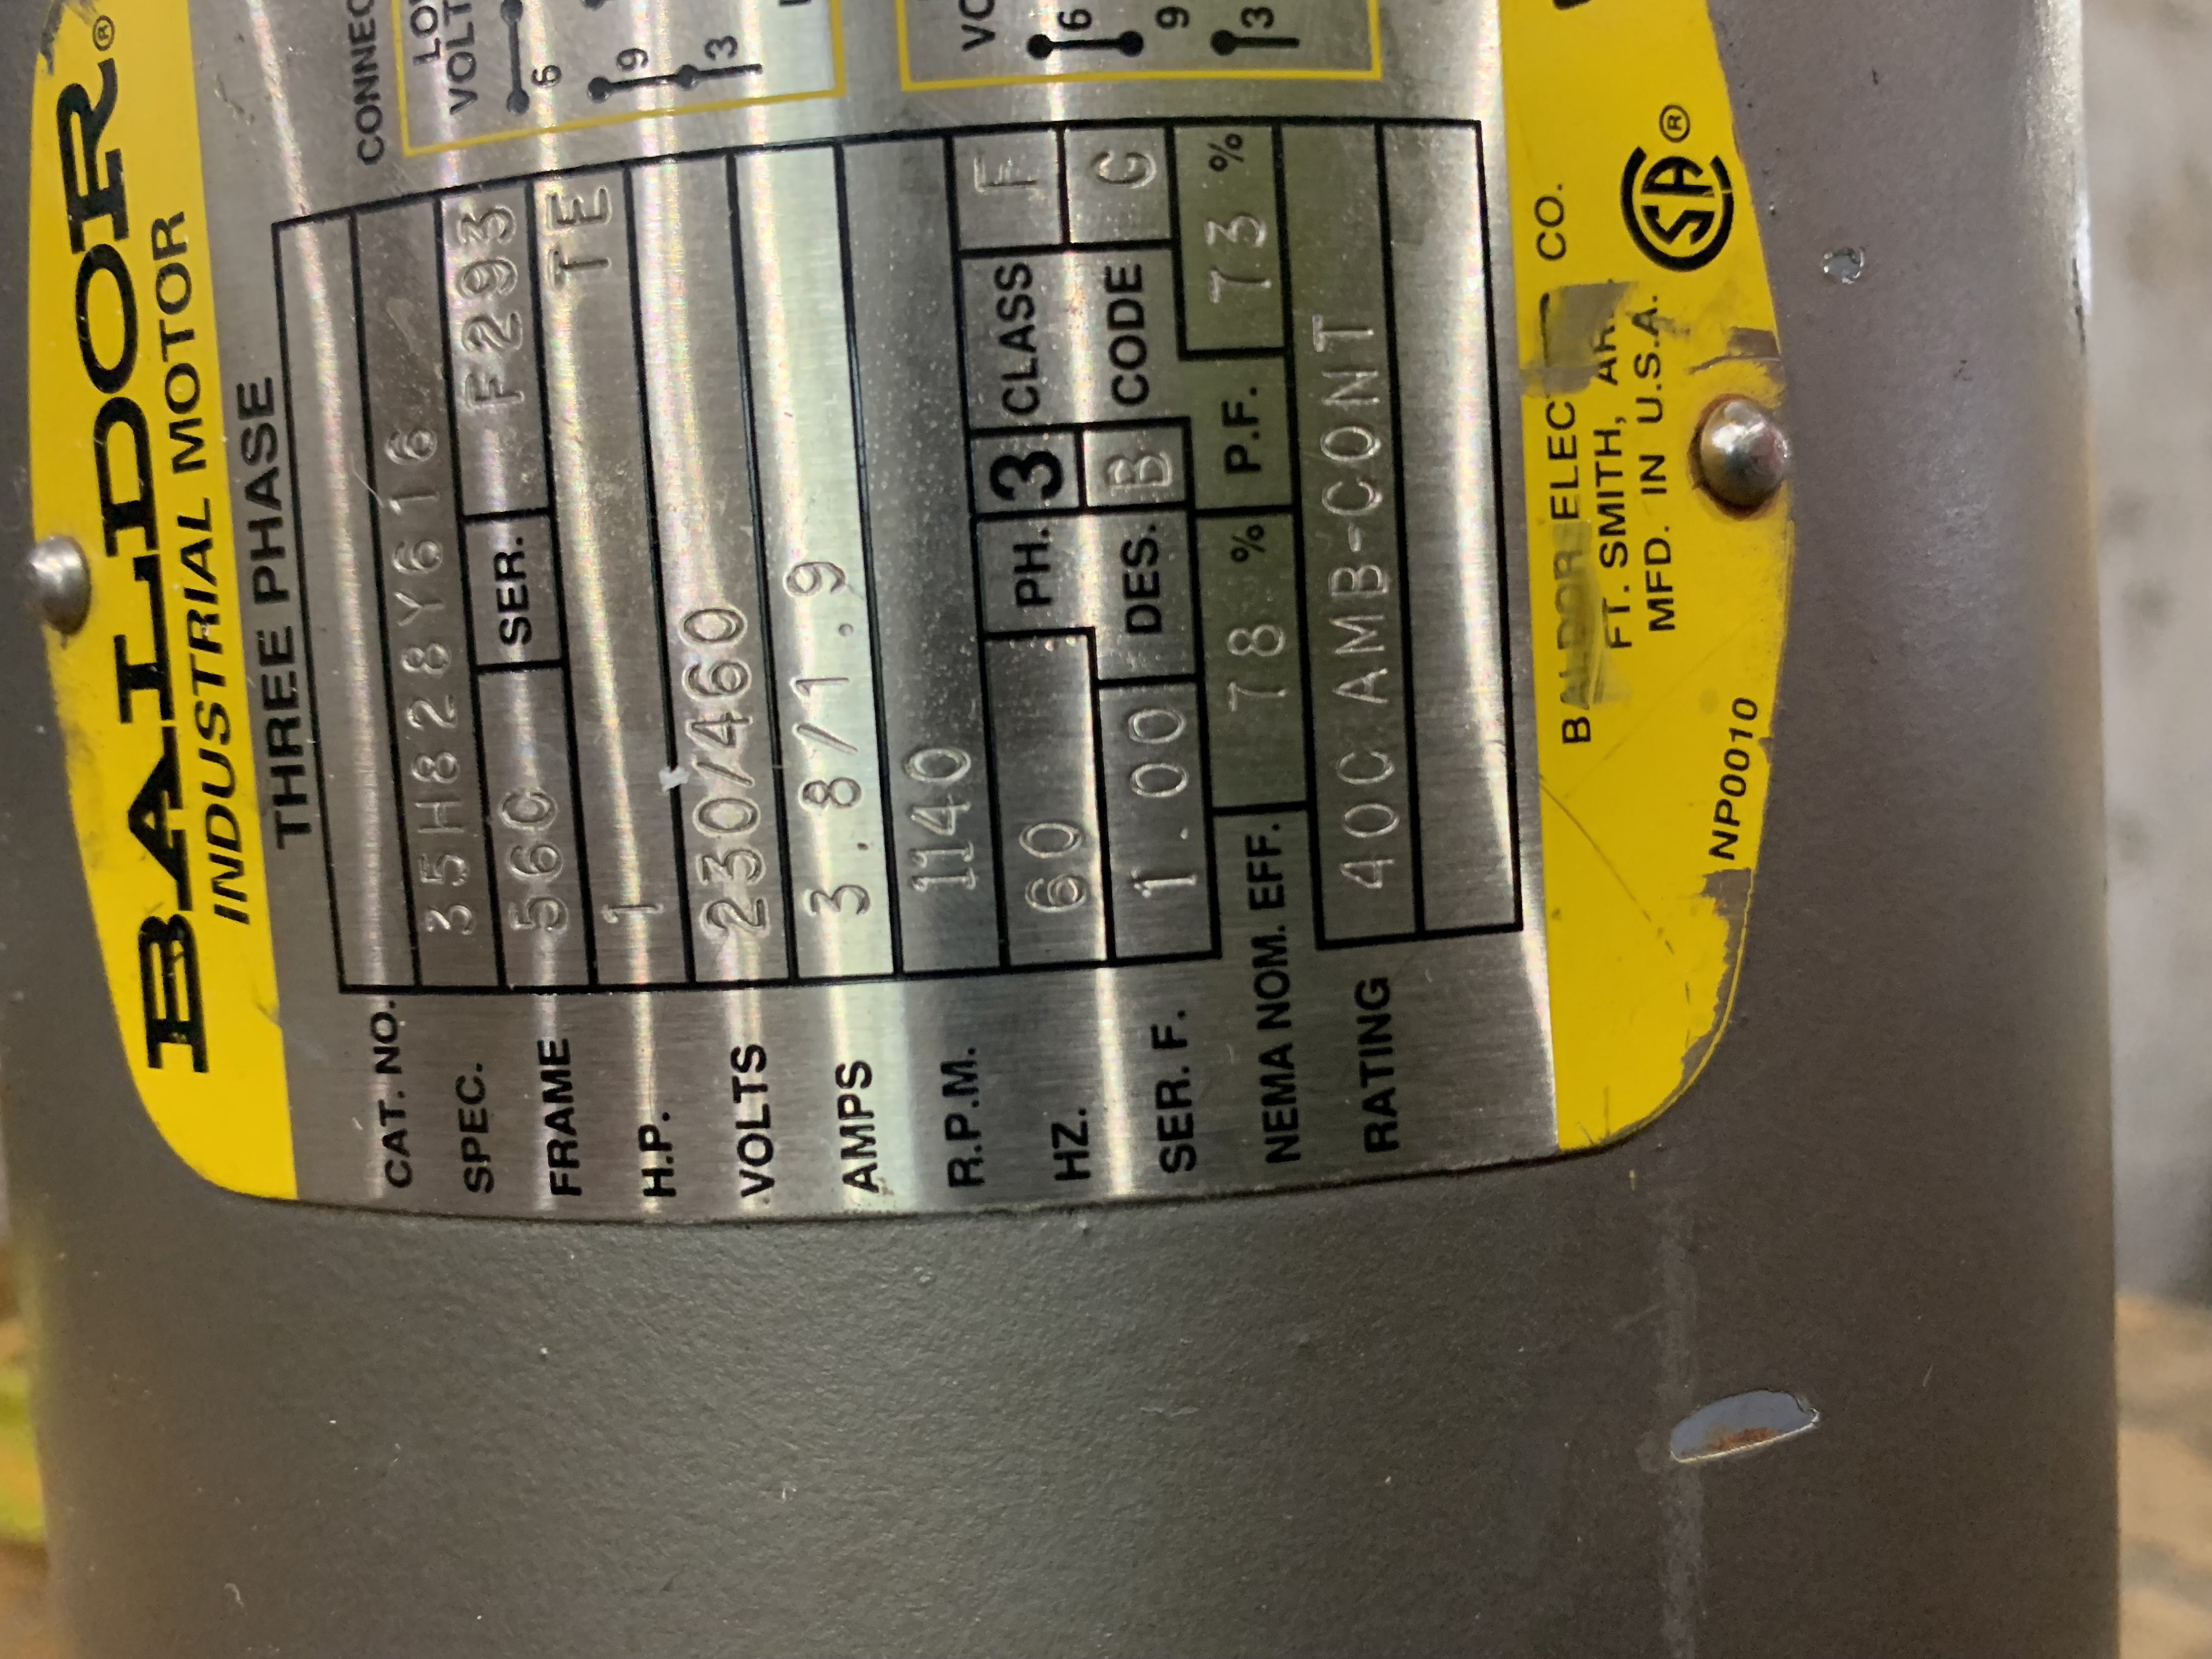 BALDOR®
INDUSTRIAL MOTOR
THREE PHASE
CAT. NO.
SPEC. 35H828Y616
FRAME 56C SER. F293
H.P. 1 TE
VOLTS 230/460
AMPS 3.8/1.9
R.P.M. 1140
HZ. 60 PH. 3 CLASS F
SER. F. 1.00 DES. B CODE G
NEMA NOM. EFF. 78 % P.F. 73 %
RATING 40C AMB-CONT
BALDOR ELEC CO.
FT. SMITH, AR.
MFD. IN U.S.A.
NP0010
SA®
6
9
3
6
9
3